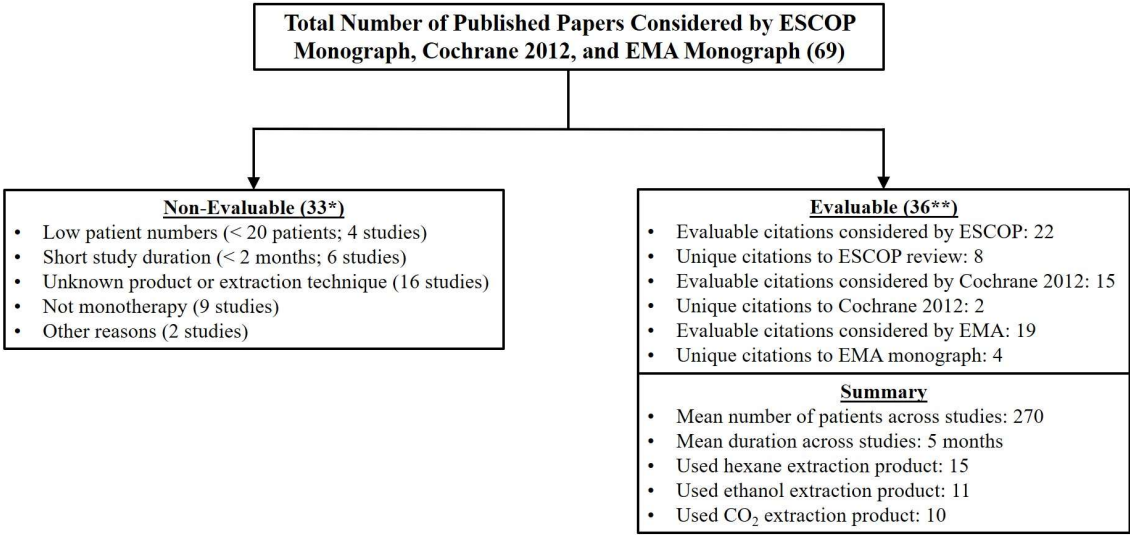 Total Number of Published Papers Considered by ESCOP
Monograph, Cochrane 2012, and EMA Monograph (69)
Non-Evaluable (33*)
• Low patient numbers (< 20 patients; 4 studies)
• Short study duration (< 2 months; 6 studies)
• Unknown product or extraction technique (16 studies)
• Not monotherapy (9 studies)
• Other reasons (2 studies)
Evaluable (36**)
• Evaluable citations considered by ESCOP: 22
• Unique citations to ESCOP review: 8
• Evaluable citations considered by Cochrane 2012: 15
• Unique citations to Cochrane 2012: 2
• Evaluable citations considered by EMA: 19
• Unique citations to EMA monograph: 4
Summary
• Mean number of patients across studies: 270
• Mean duration across studies: 5 months
• Used hexane extraction product: 15
• Used ethanol extraction product: 11
• Used CO₂ extraction product: 10